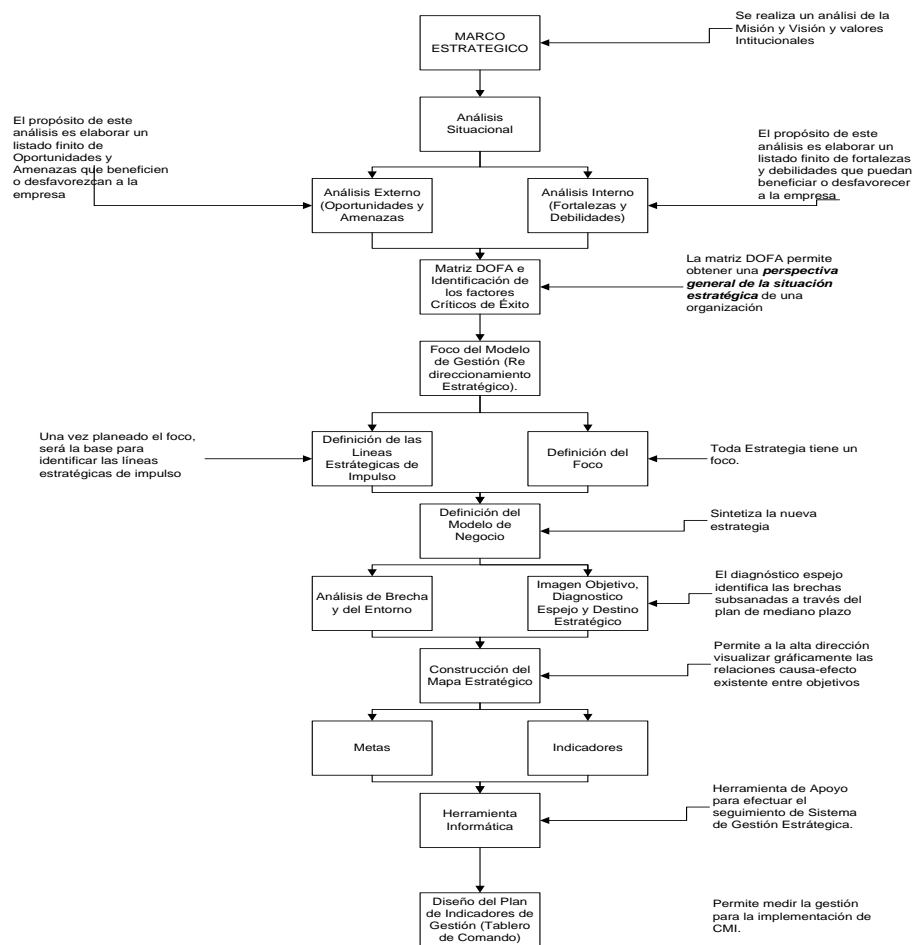 MARCO
ESTRATEGICO
Se realiza un análisi de la
Misión y Visión y valores
Intitucionales
Análisis
Situacional
El propósito de este
análisis es elaborar un
listado finito de
Oportunidades y
Amenazas que beneficien
o desfavorezcan a la
empresa
El propósito de este
análisis es elaborar un
listado finito de fortalezas
y debilidades que puedan
beneficiar o desfavorecer
a la empresa
Análisis Externo
(Oportunidades y
Amenazas
Análisis Interno
(Fortalezas y
Debilidades)
Matriz DOFA e
Identificación de
los factores
Críticos de Éxito
La matriz DOFA permite
obtener una perspectiva
general de la situación
estratégica de una
organización
Foco del Modelo
de Gestión (Re
direccionamiento
Estratégico).
Una vez planeado el foco,
será la base para
identificar las líneas
estratégicas de impulso
Definición de las
Lineas
Estrátegicas de
Impulso
Definición del
Foco
Toda Estrategia tiene un
foco.
Definición del
Modelo de
Negocio
Sintetiza la nueva
estrategia
Análisis de Brecha
y del Entorno
Imagen Objetivo,
Diagnostico
Espejo y Destino
Estratégico
El diagnóstico espejo
identifica las brechas
subsanadas a través del
plan de mediano plazo
Construcción del
Mapa Estratégico
Permite a la alta dirección
visualizar gráficamente las
relaciones causa-efecto
existente entre objetivos
Metas
Indicadores
Herramienta
Informática
Herramienta de Apoyo
para efectuar el
seguimiento de Sistema
de Gestión Estrátegica.
Diseño del Plan
de Indicadores de
Gestión (Tablero
de Comando)
Permite medir la gestión
para la implementación de
CMI.